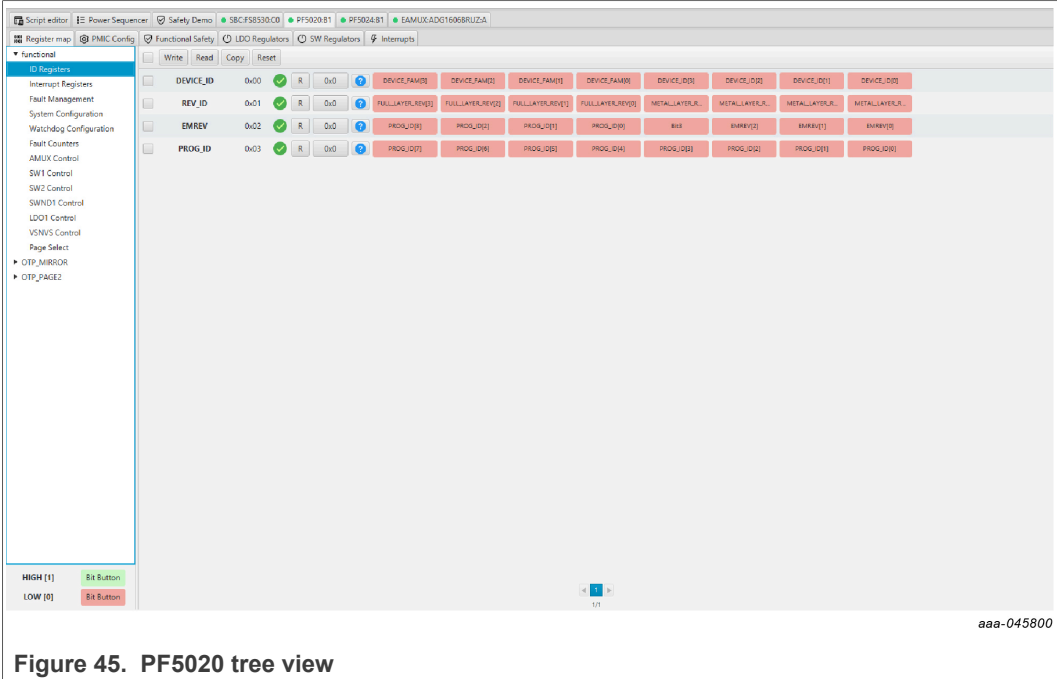 Script editor Power Sequencer Safety Demo SBC:FS8530:C0 PF5020:81 PF5024:81 EAMUX:ADG1606BRUZ:A
Register map PMIC Config Functional Safety LDO Regulators SW Regulators Interrupts
functional
Write Read Copy Reset
ID Registers
Interrupt Registers
Fault Management
System Configuration
Watchdog Configuration
Fault Counters
AMUX Control
SW1 Control
SW2 Control
SWND1 Control
LDO1 Control
VSNVS Control
Page Select
OTP_MIRROR
OTP_PAGE2
DEVICE_ID 0x00 R 0x0 ? DEVICE_FAM[3] DEVICE_FAM[2] DEVICE_FAM[1] DEVICE_FAM[0] DEVICE_ID[3] DEVICE_ID[2] DEVICE_ID[1] DEVICE_ID[0]
REV_ID 0x01 R 0x0 ? FULL_LAYER_REV[3] FULL_LAYER_REV[2] FULL_LAYER_REV[1] FULL_LAYER_REV[0] METAL_LAYER_R... METAL_LAYER_R... METAL_LAYER_R... METAL_LAYER_R...
EMREV 0x02 R 0x0 ? PROG_ID[2] PROG_ID[1] PROG_ID[0] Bit3 EMREV[2] EMREV[1] EMREV[0]
PROG_ID 0x03 R 0x0 ? PROG_ID[7] PROG_ID[6] PROG_ID[5] PROG_ID[4] PROG_ID[3] PROG_ID[2] PROG_ID[1] PROG_ID[0]
HIGH [1] Bit Button
LOW [0] Bit Button
1
1/1
aaa-045800
Figure 45. PF5020 tree view